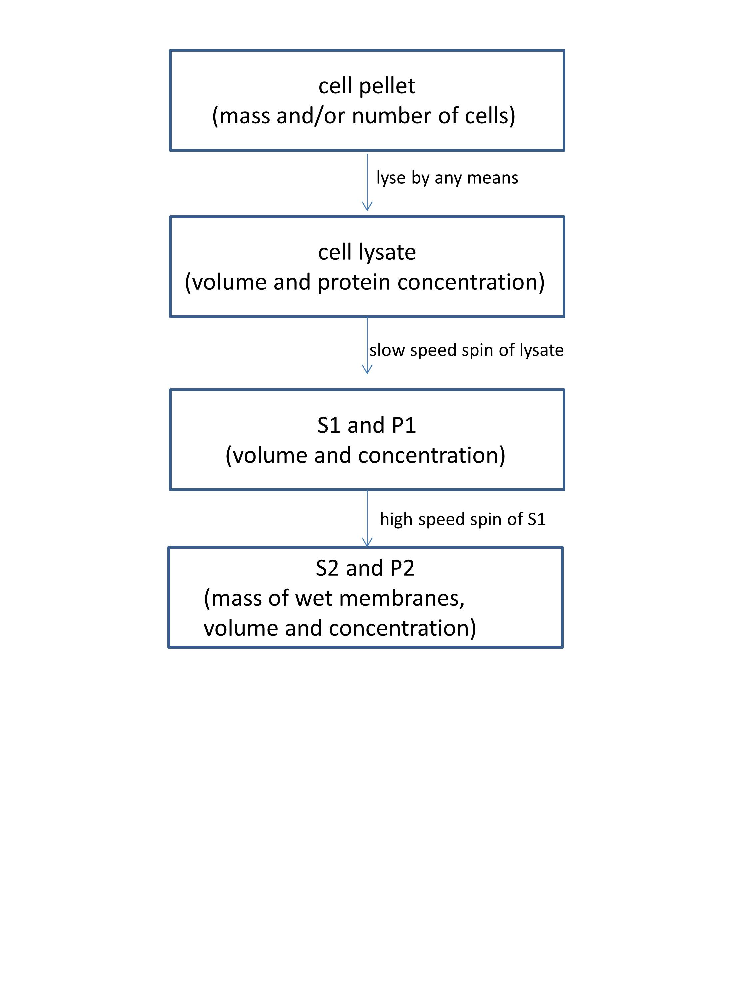 cell pellet
(mass and/or number of cells)
lyse by any means
cell lysate
(volume and protein concentration)
slow speed spin of lysate
S1 and P1
(volume and concentration)
high speed spin of S1
S2 and P2
(mass of wet membranes,
volume and concentration)